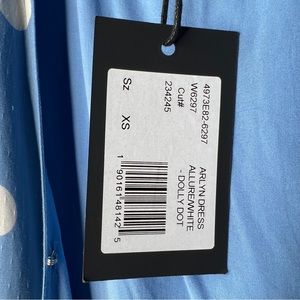 4973E82-6297
W6297
Cut#
234245
Sz XS
ARLYN DRESS
ALLURE/WHITE
- DOLLY DOT
1 90161 48142 5